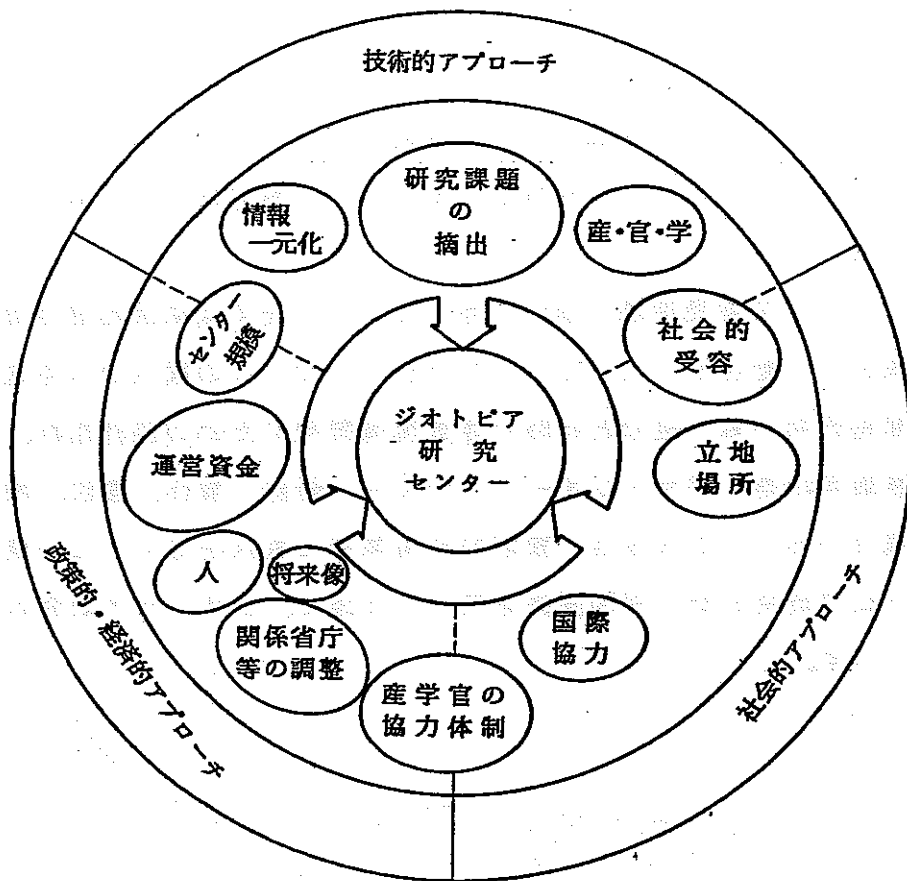 技術的アプローチ
研究課題
の
摘出
情報
一元化
産・官・学
センター
規模
社会的
受容
ジオトピア
研究
センター
運営資金
立地
場所
人
将来像
関係省庁
等の調整
国際
協力
産学官の
協力体制
政策的・経済的アプローチ
社会的アプローチ